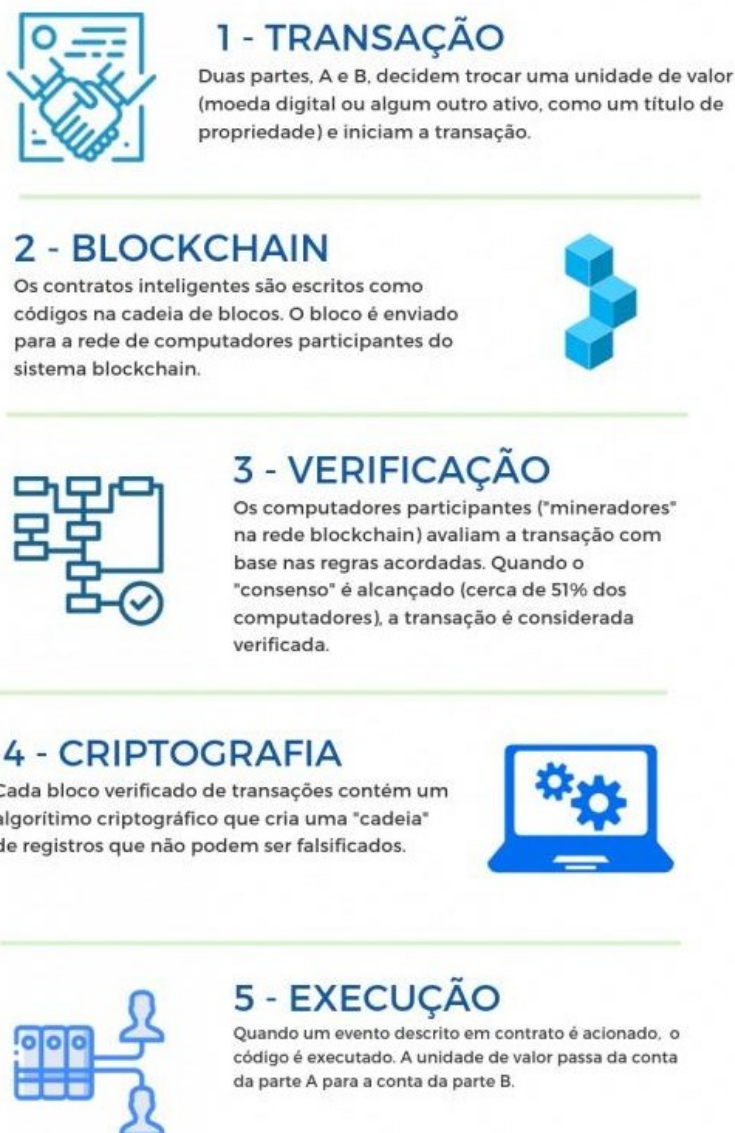 1 - TRANSAÇÃO
Duas partes, A e B, decidem trocar uma unidade de valor
(moeda digital ou algum outro ativo, como um título de
propriedade) e iniciam a transação.
2 - BLOCKCHAIN
Os contratos inteligentes são escritos como
códigos na cadeia de blocos. O bloco é enviado
para a rede de computadores participantes do
sistema blockchain.
3 - VERIFICAÇÃO
Os computadores participantes ("mineradores"
na rede blockchain) avaliam a transação com
base nas regras acordadas. Quando o
"consenso" é alcançado (cerca de 51% dos
computadores), a transação é considerada
verificada.
4 - CRIPTOGRAFIA
Cada bloco verificado de transações contém um
algorítimo criptográfico que cria uma "cadeia"
de registros que não podem ser falsificados.
5 - EXECUÇÃO
Quando um evento descrito em contrato é acionado, o
código é executado. A unidade de valor passa da conta
da parte A para a conta da parte B.